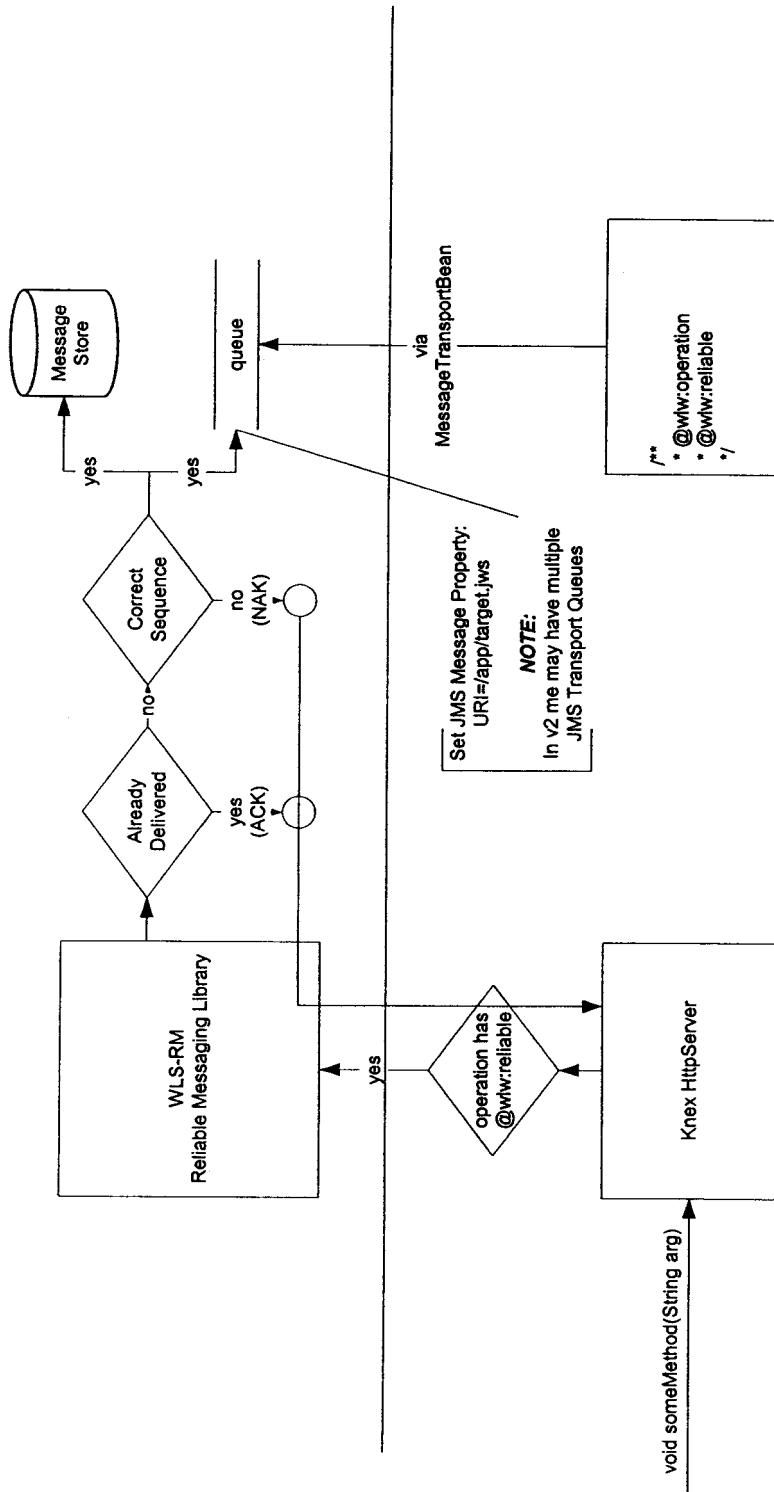 WLS-RM
Reliable Messaging Library
Already
Delivered
no
yes
(ACK)
Correct
Sequence
no
(NAK)
yes
yes
Message
Store
queue
void someMethod(String arg)
Knex HttpServer
operation has
@wlw:reliable
yes
Set JMS Message Property:
URI=/app/target.jws
NOTE:
In v2 me may have multiple
JMS Transport Queues
via
MessageTransportBean
/**
* @wlw:operation
* @wlw:reliable
*/